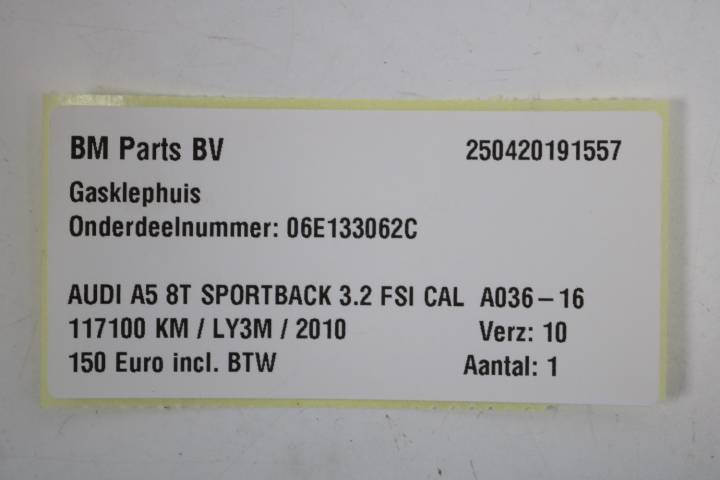 BM Parts BV 250420191557
Gasklephuis
Onderdeelnummer: 06E133062C
AUDI A5 8T SPORTBACK 3.2 FSI CAL A036-16
117100 KM / LY3M / 2010 Verz: 10
150 Euro incl. BTW Aantal: 1